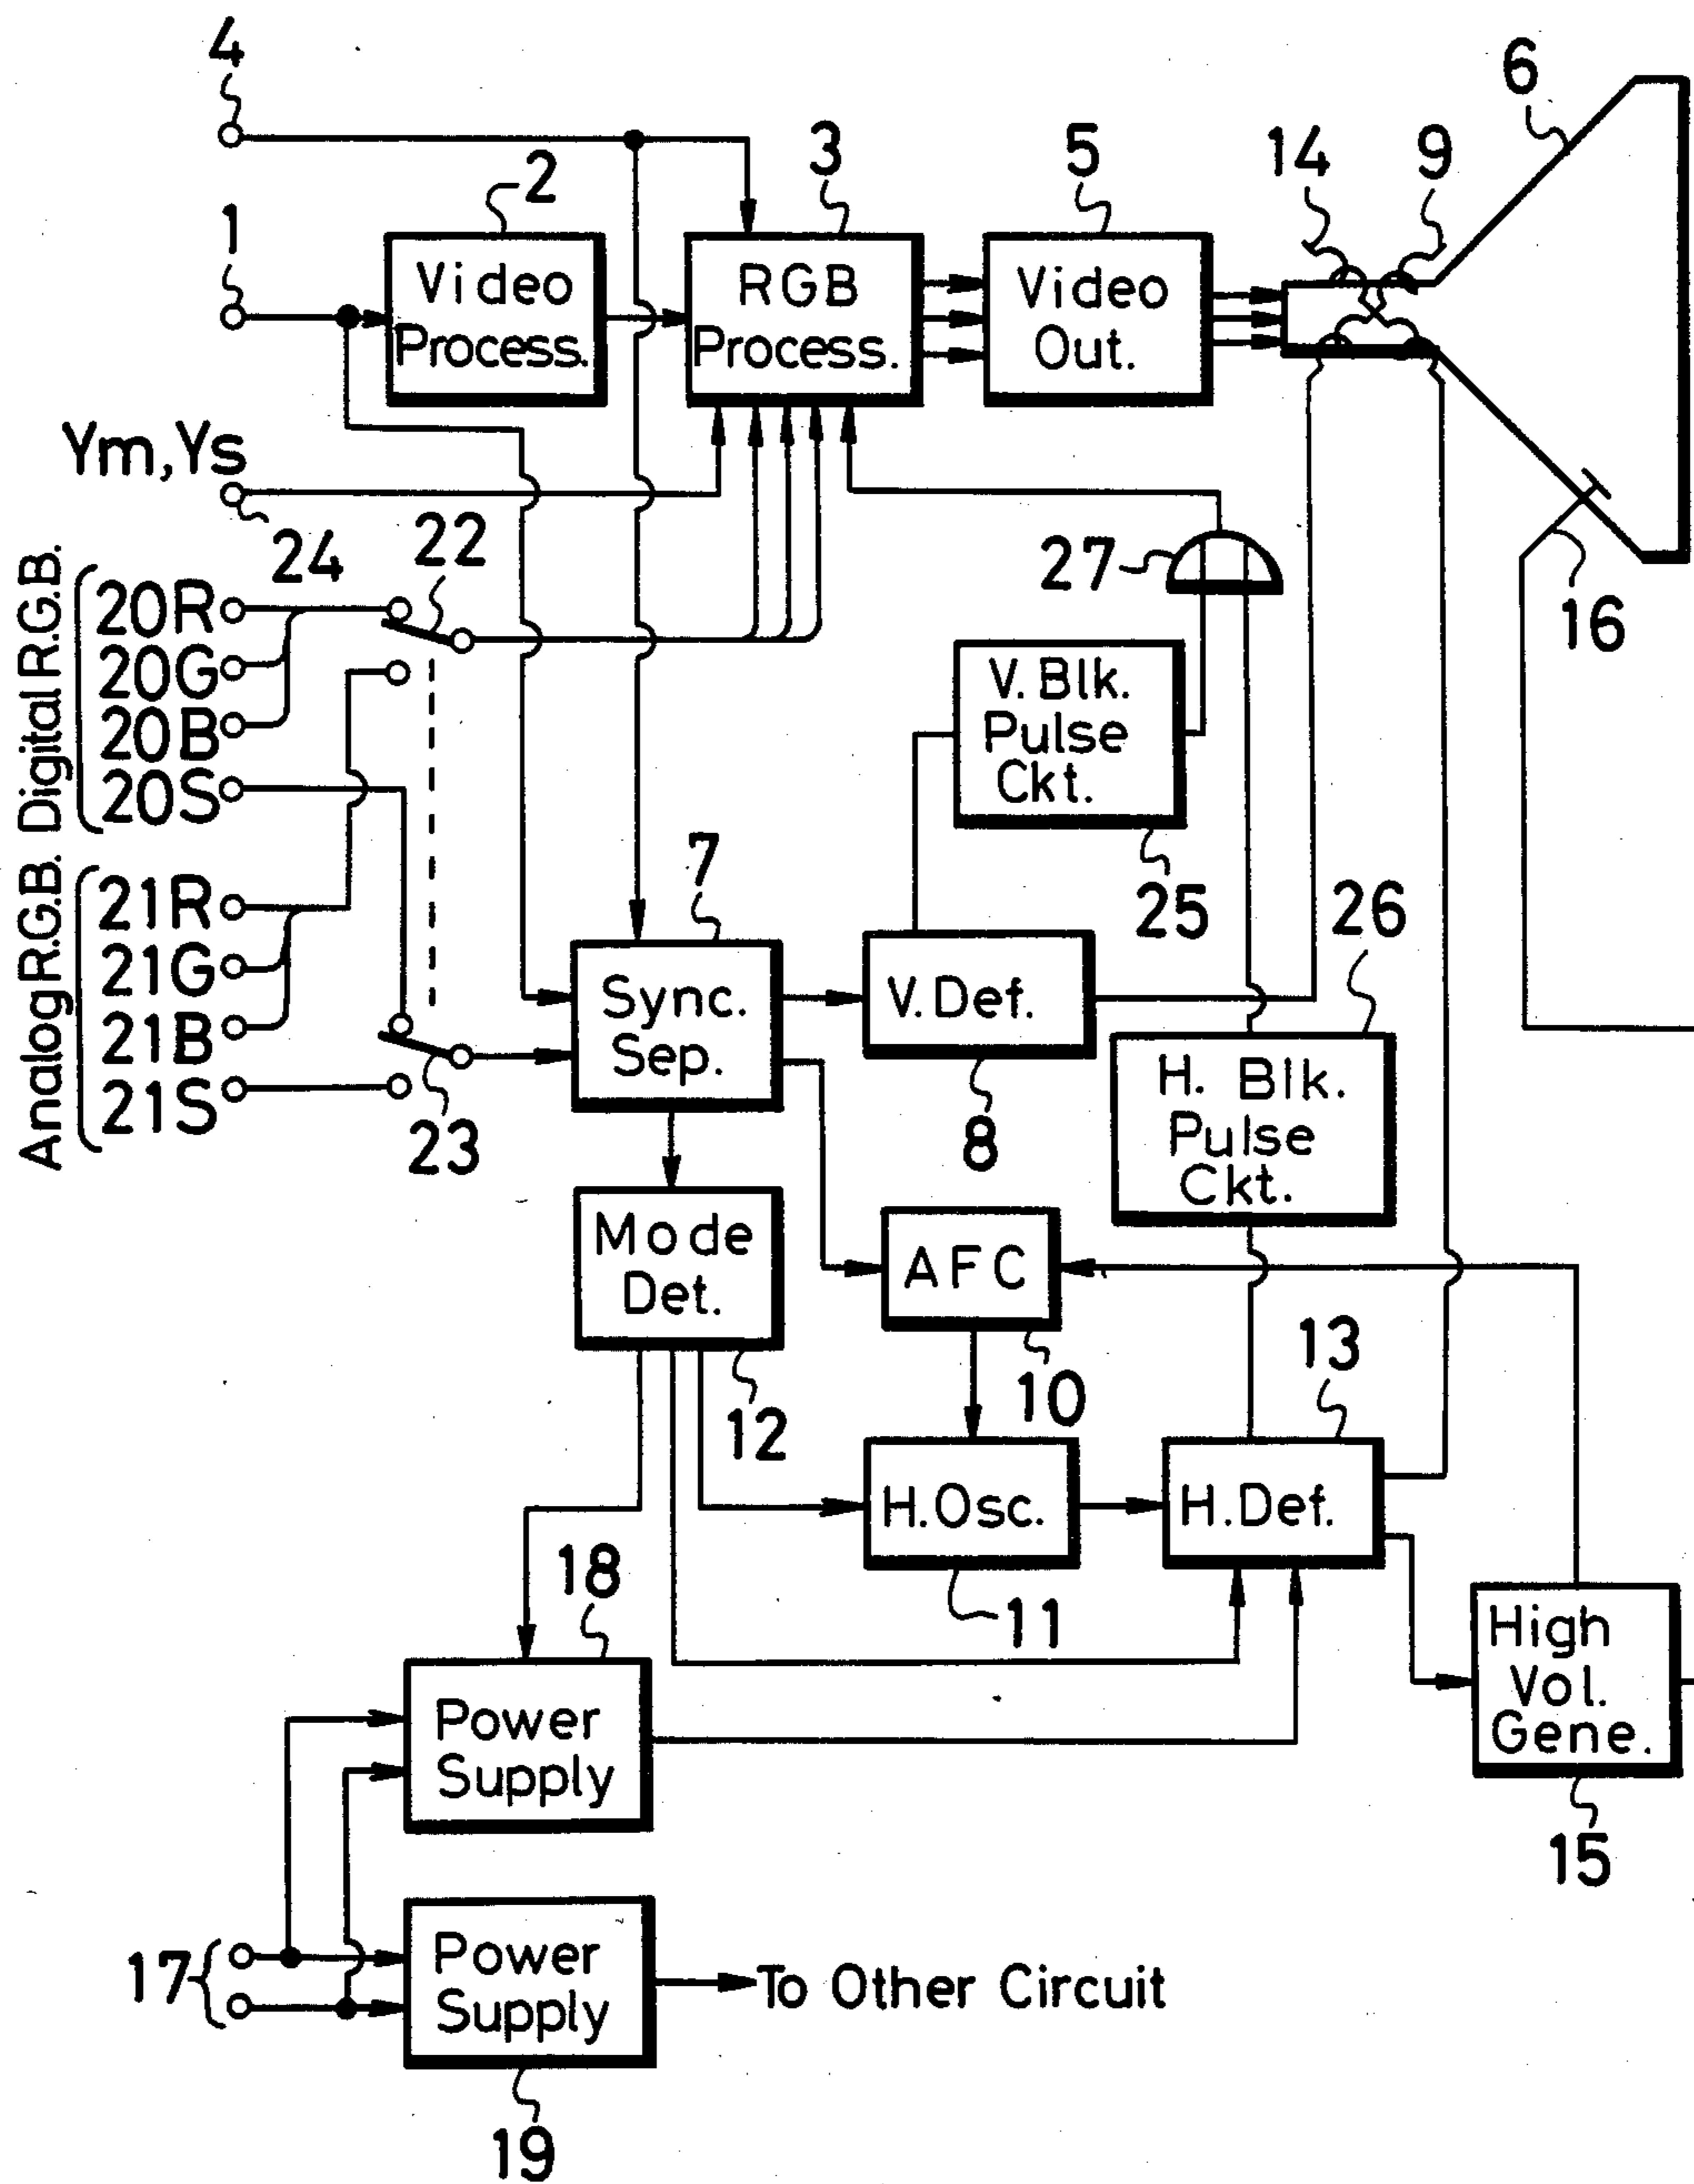 4
6
2
3
5
14
9
1
Video
Process.
RGB
Process.
Video
Out.
Ym,Ys
24
22
27
16
Digital R.G.B.
20R
20G
20B
20S
V. Blk.
Pulse
Ckt.
25
26
7
Analog R.G.B.
21R
21G
21B
21S
23
Sync.
Sep.
V.Def.
8
H. Blk.
Pulse
Ckt.
Mode
Det.
12
AFC
10
13
H.Osc.
11
H.Def.
18
High
Vol.
Gene.
15
Power
Supply
17
Power
Supply
To Other Circuit
19